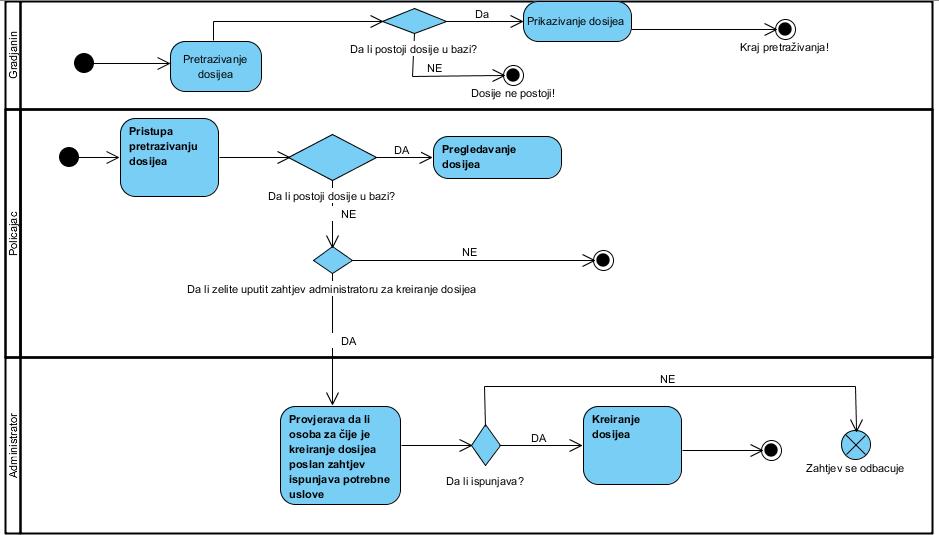 Gradjanin
Pretrazivanje
dosijea
Da li postoji dosije u bazi?
Da
Prikazivanje dosijea
Kraj pretraživanja!
NE
Dosije ne postoji!
Policajac
Pristupa
pretrazivanju
dosijea
Da li postoji dosije u bazi?
DA
Pregledavanje
dosijea
NE
NE
Da li zelite uputit zahtjev administratoru za kreiranje dosijea
DA
Administrator
Provjerava da li
osoba za čije je
kreiranje dosijea
poslan zahtjev
ispunjava potrebne
uslove
Da li ispunjava?
DA
Kreiranje
dosijea
NE
Zahtjev se odbacuje